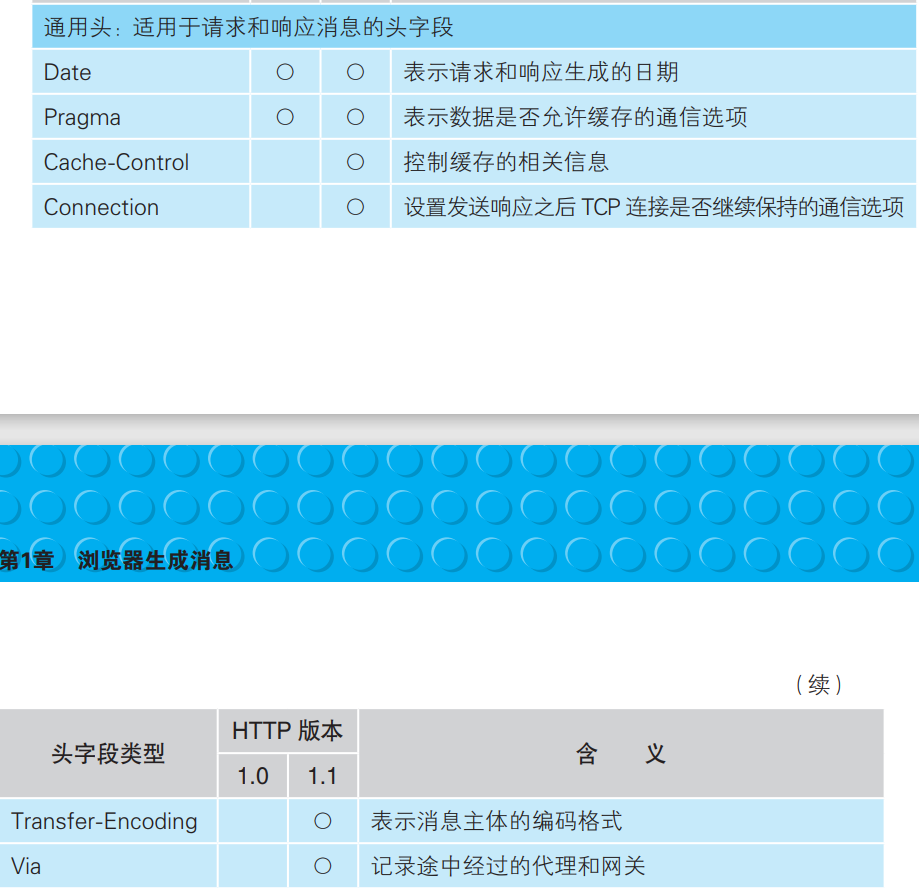 通用头：适用于请求和响应消息的头字段
Date ○ ○ 表示请求和响应生成的日期
Pragma ○ ○ 表示数据是否允许缓存的通信选项
Cache-Control ○ 控制缓存的相关信息
Connection ○ 设置发送响应之后 TCP 连接是否继续保持的通信选项
第1章 浏览器生成消息
（续）
头字段类型 HTTP 版本 含 义
1.0 1.1
Transfer-Encoding ○ 表示消息主体的编码格式
Via ○ 记录途中经过的代理和网关